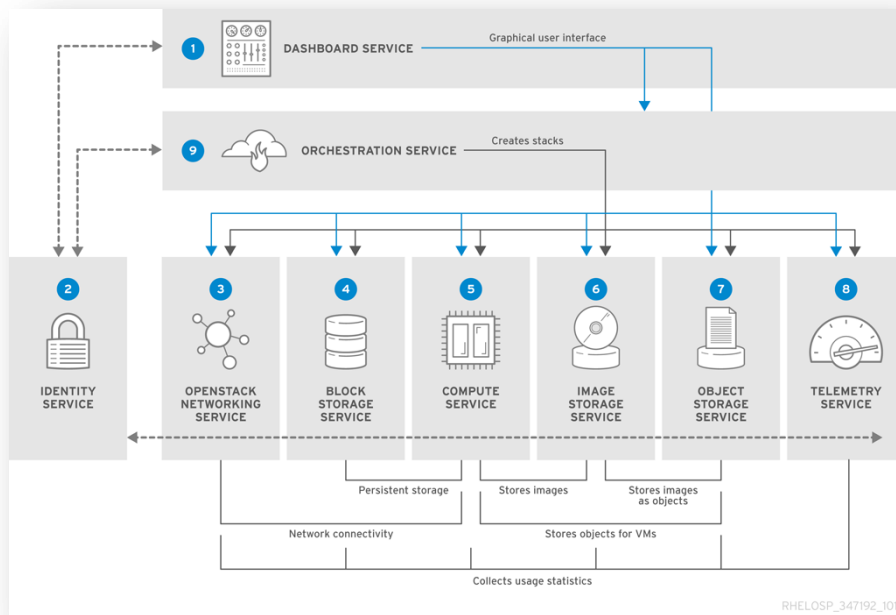 1
DASHBOARD SERVICE
Graphical user interface
9
ORCHESTRATION SERVICE
Creates stacks
2
IDENTITY
SERVICE
3
OPENSTACK
NETWORKING
SERVICE
4
BLOCK
STORAGE
SERVICE
5
COMPUTE
SERVICE
6
IMAGE
STORAGE
SERVICE
7
OBJECT
STORAGE
SERVICE
8
TELEMETRY
SERVICE
Persistent storage
Stores images
Stores images
as objects
Network connectivity
Stores objects for VMs
Collects usage statistics
RHELOSP_347192_101